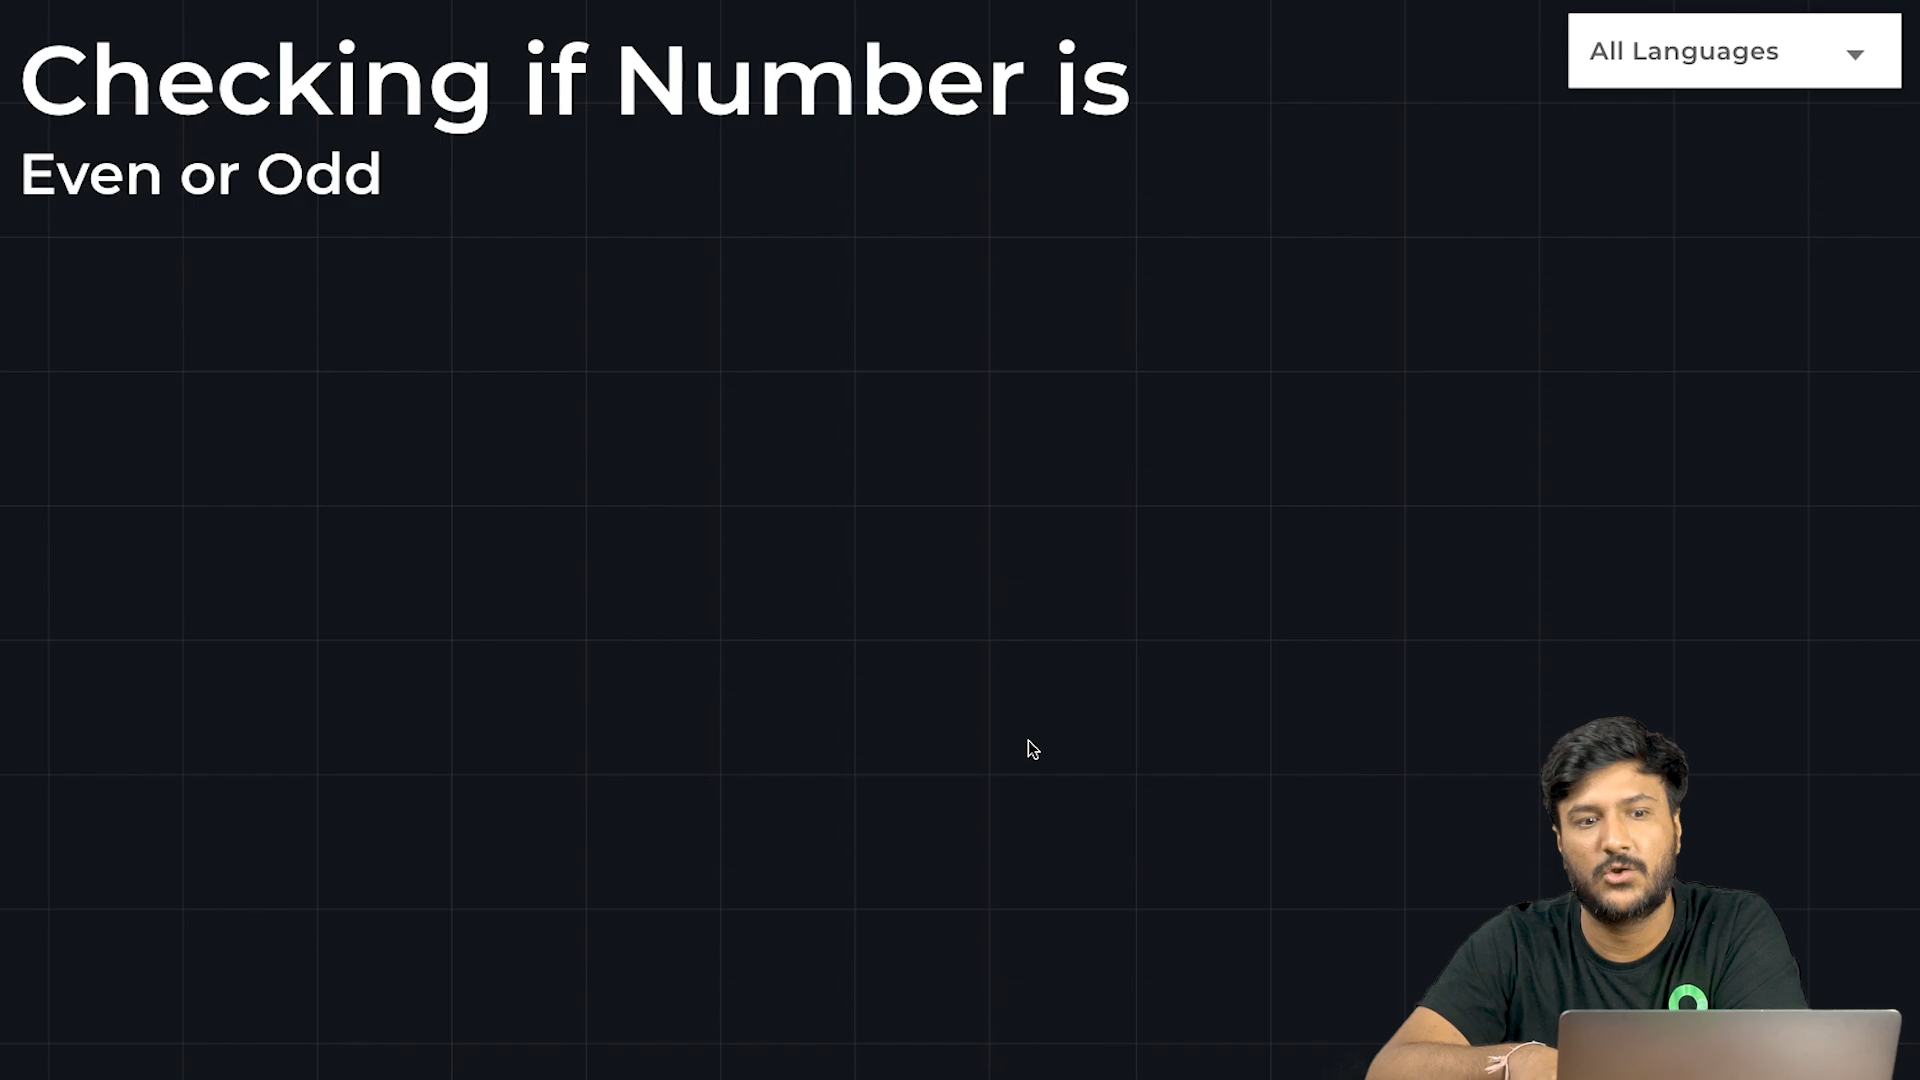 Checking if Number is
Even or Odd
All Languages